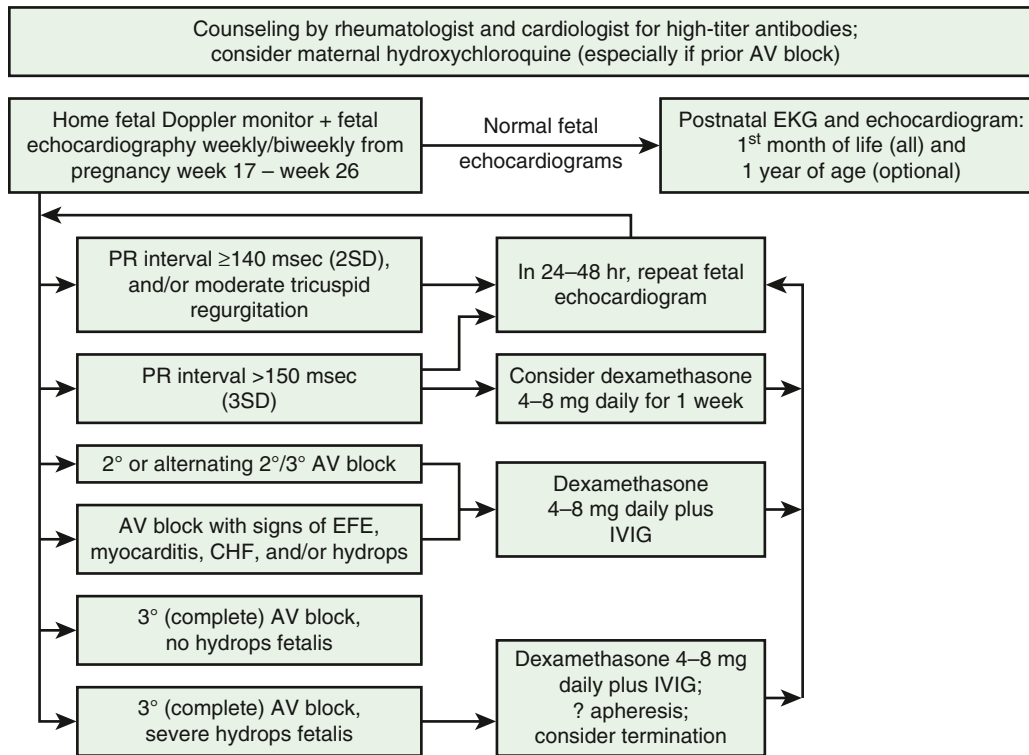 Counseling by rheumatologist and cardiologist for high-titer antibodies;
consider maternal hydroxychloroquine (especially if prior AV block)
Home fetal Doppler monitor + fetal
echocardiography weekly/biweekly from
pregnancy week 17 – week 26
Normal fetal
echocardiograms
Postnatal EKG and echocardiogram:
1st month of life (all) and
1 year of age (optional)
PR interval ≥140 msec (2SD),
and/or moderate tricuspid
regurgitation
In 24–48 hr, repeat fetal
echocardiogram
PR interval >150 msec
(3SD)
Consider dexamethasone
4–8 mg daily for 1 week
2° or alternating 2°/3° AV block
AV block with signs of EFE,
myocarditis, CHF, and/or hydrops
Dexamethasone
4–8 mg daily plus
IVIG
3° (complete) AV block,
no hydrops fetalis
3° (complete) AV block,
severe hydrops fetalis
Dexamethasone 4–8 mg
daily plus IVIG;
? apheresis;
consider termination